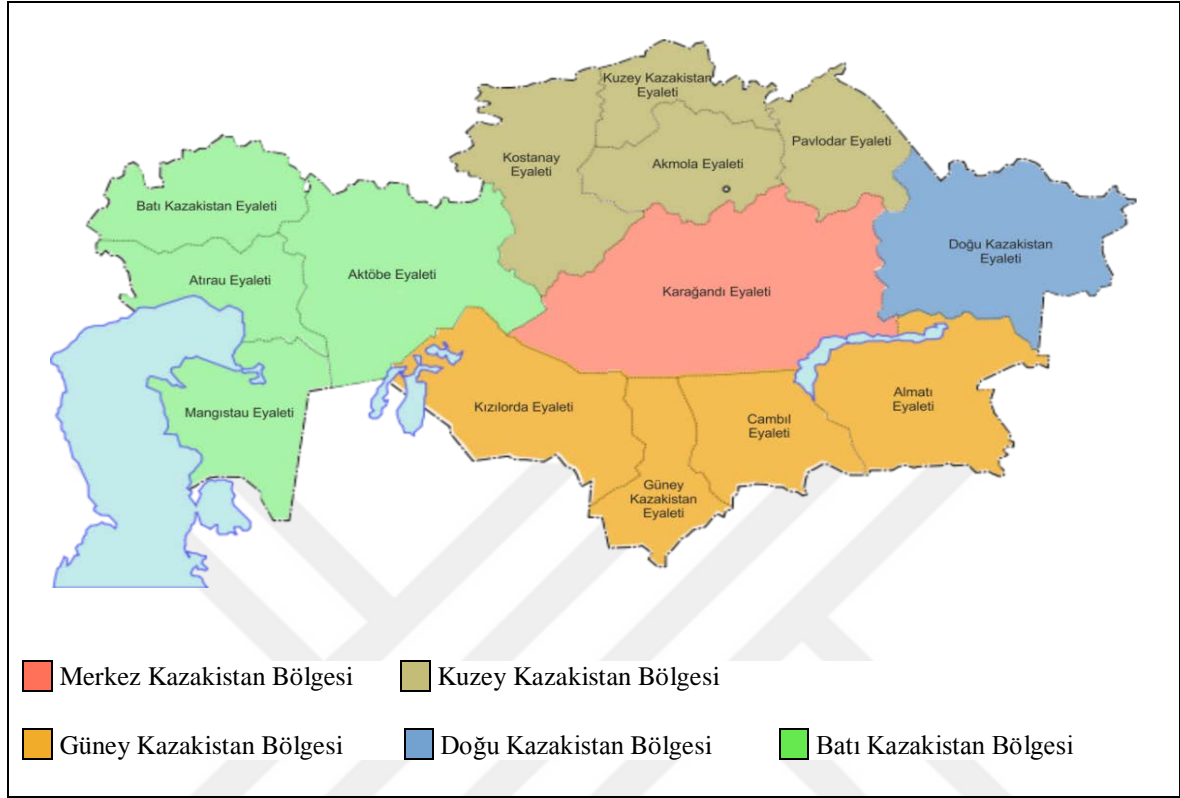 Kuzey Kazakistan
Eyaleti
Pavlodar Eyaleti
Kostanay
Eyaleti
Akmola Eyaleti
Batı Kazakistan Eyaleti
Doğu Kazakistan
Eyaleti
Atırau Eyaleti
Aktöbe Eyaleti
Karağandı Eyaleti
Mangıstau Eyaleti
Kızılorda Eyaleti
Almatı
Eyaleti
Cambıl
Eyaleti
Güney
Kazakistan
Eyaleti
Merkez Kazakistan Bölgesi
Kuzey Kazakistan Bölgesi
Güney Kazakistan Bölgesi
Doğu Kazakistan Bölgesi
Batı Kazakistan Bölgesi